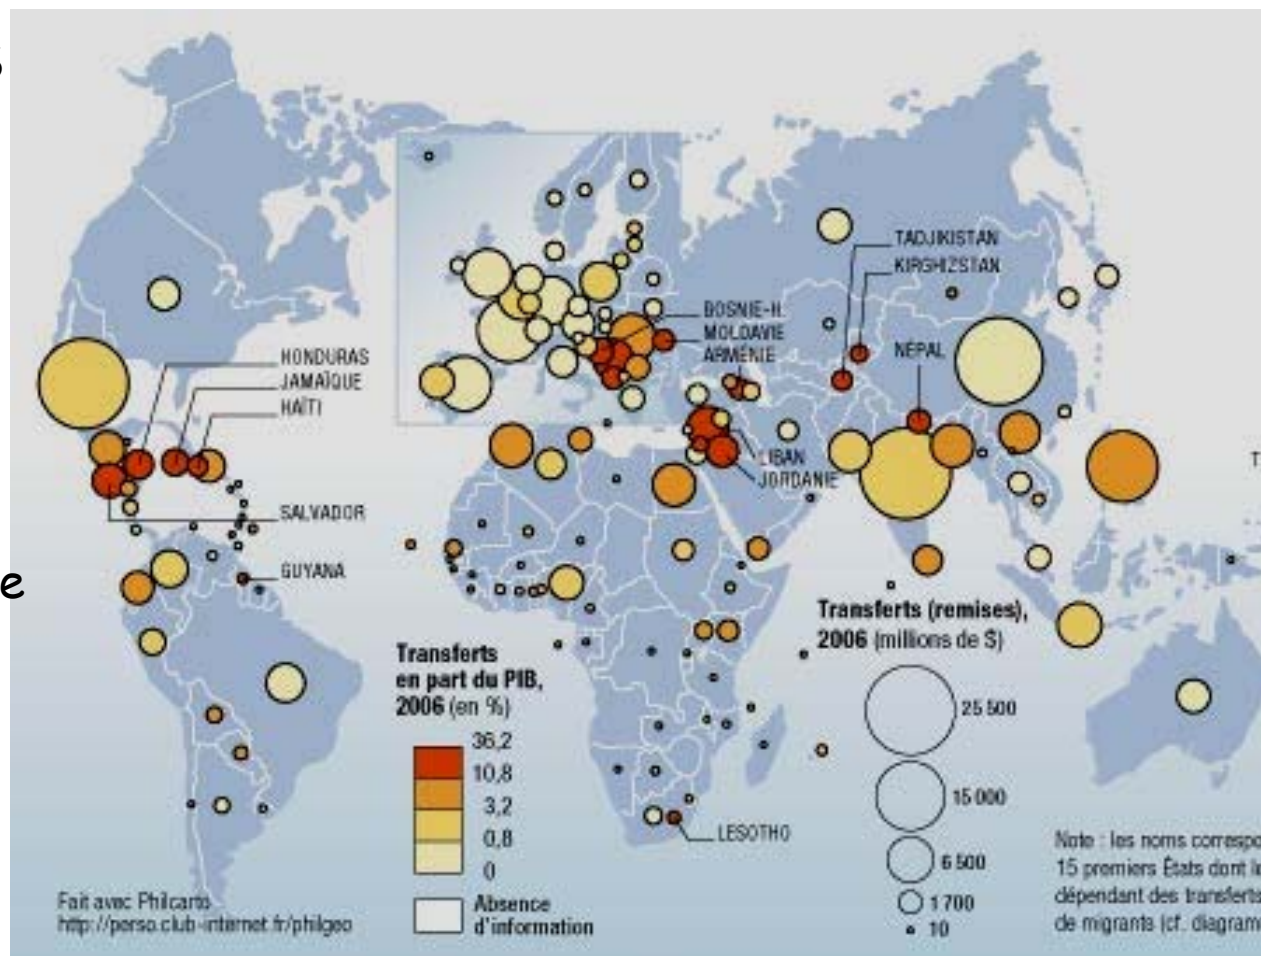 s
e
HONDURAS
JAMAÏQUE
HAÏTI
SALVADOR
GUYANA
BOSNIE-H.
MOLDAVIE
ARMÉNIE
TADJIKISTAN
KIRGHIZSTAN
NÉPAL
LIBAN
JORDANIE
LESOTHO
T
Transferts
en part du PIB,
2006 (en %)
36,2
10,8
3,2
0,8
0
Absence
d'information
Transferts (remises),
2006 (millions de $)
25 500
15 000
6 500
1 700
10
Fait avec Philcarto
http://perso.club-internet.fr/philgeo
Note : les noms correspo
15 premiers États dont le
dépendant des transferts
de migrants (cf. diagram